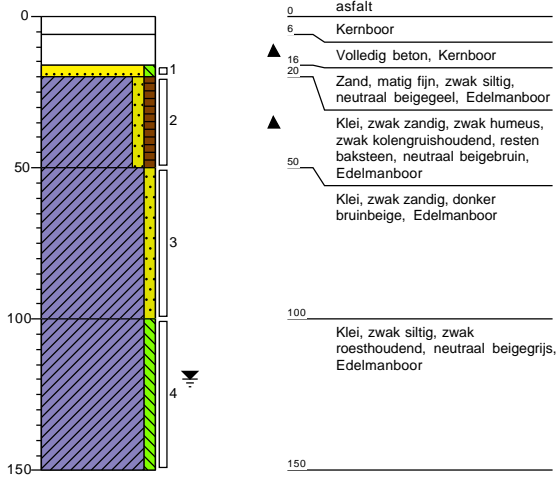 0
50
100
150
1
2
3
4
0
asfalt
6
Kernboor
16
Volledig beton, Kernboor
20
Zand, matig fijn, zwak siltig,
neutraal beigegeel, Edelmanboor
Klei, zwak zandig, zwak humeus,
zwak kolengruishoudend, resten
baksteen, neutraal beigebruin,
Edelmanboor
50
Klei, zwak zandig, donker
bruinbeige, Edelmanboor
100
Klei, zwak siltig, zwak
roesthoudend, neutraal beigegrijs,
Edelmanboor
150